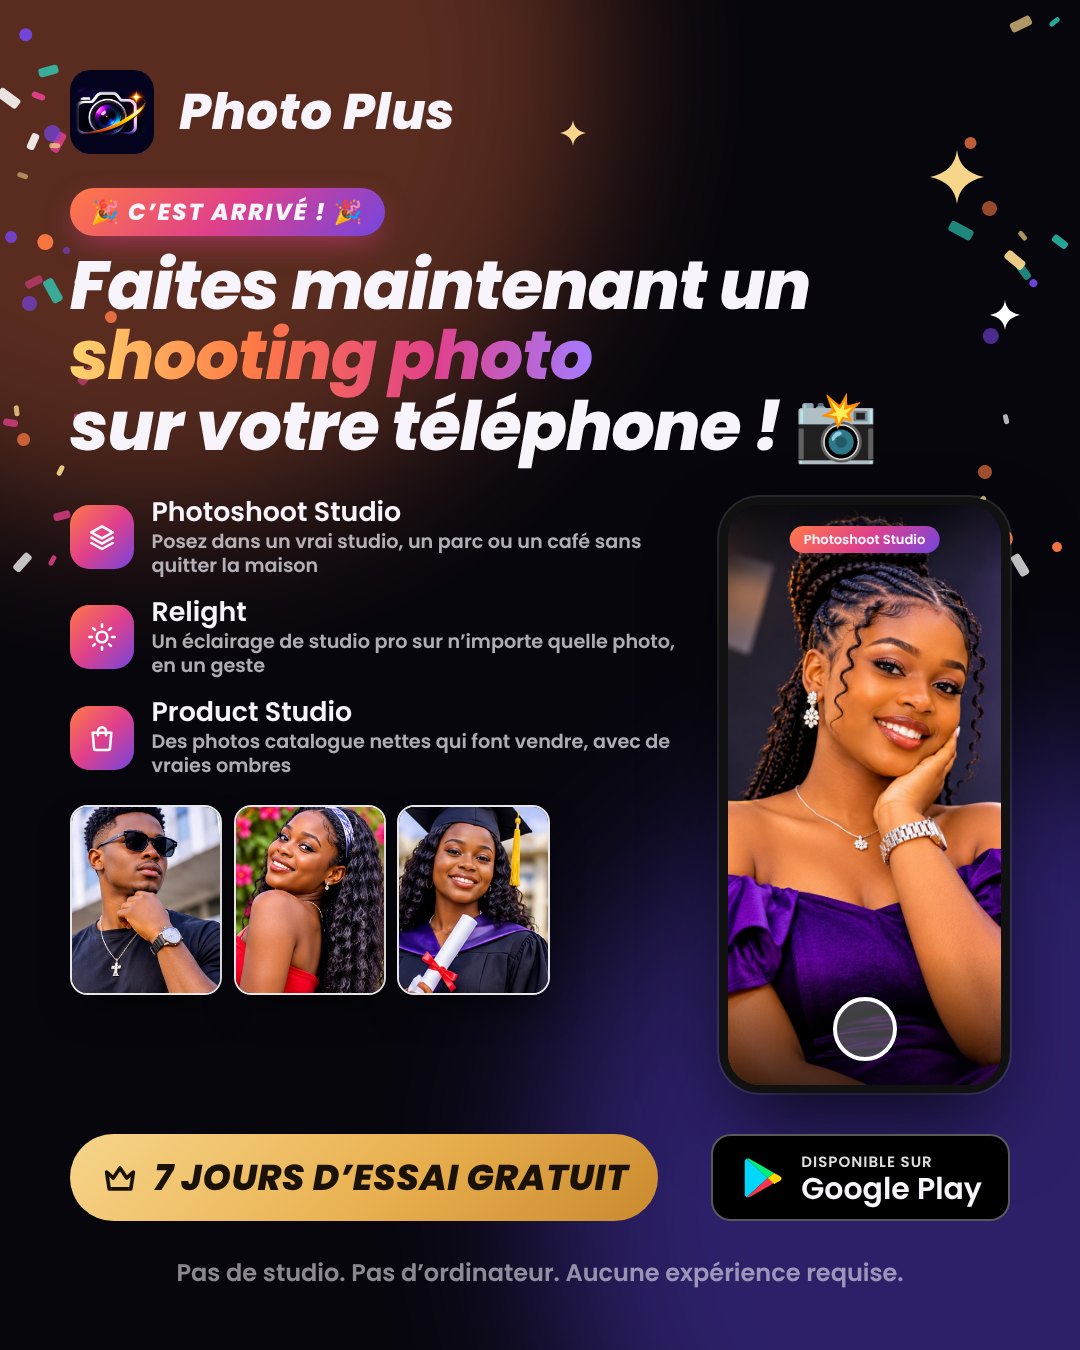 Photo Plus
🎉 C’EST ARRIVÉ ! 🎉
Faites maintenant un
shooting photo
sur votre téléphone ! 📸
Photoshoot Studio
Posez dans un vrai studio, un parc ou un café sans
quitter la maison
Relight
Un éclairage de studio pro sur n’importe quelle photo,
en un geste
Product Studio
Des photos catalogue nettes qui font vendre, avec de
vraies ombres
Photoshoot Studio
7 JOURS D’ESSAI GRATUIT
DISPONIBLE SUR
Google Play
Pas de studio. Pas d’ordinateur. Aucune expérience requise.